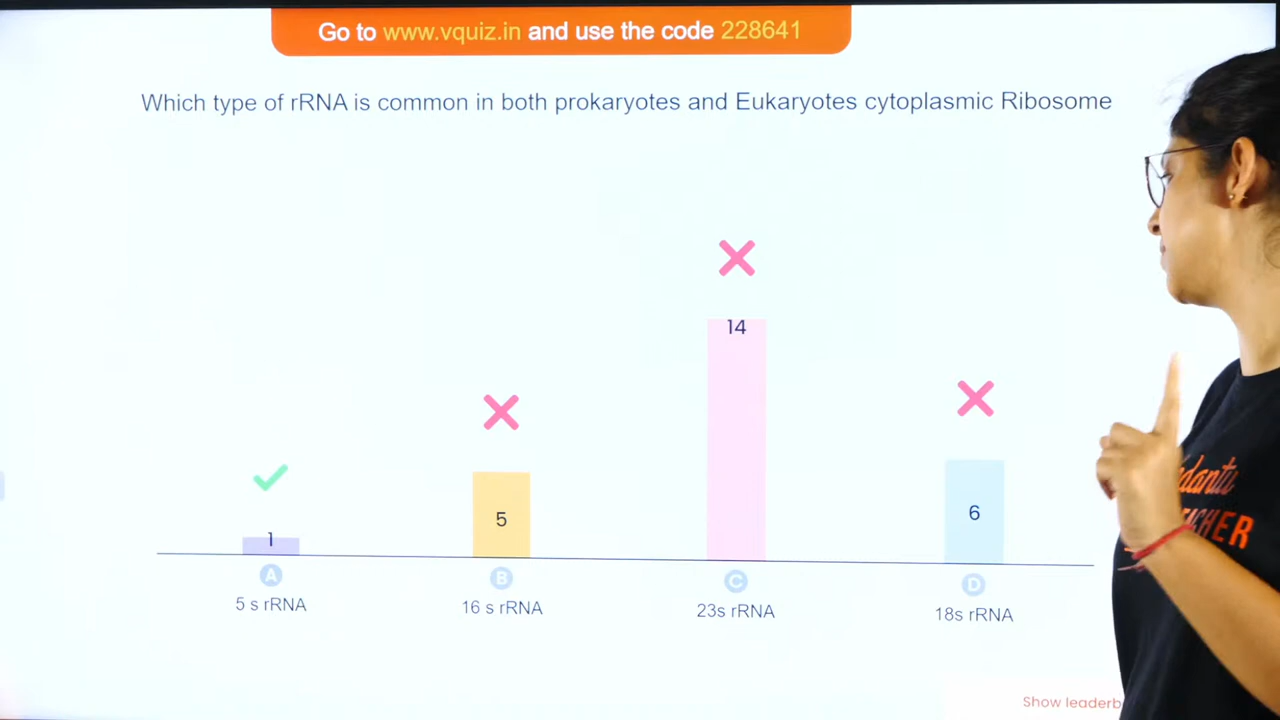 Go to www.vquiz.in and use the code 228641
Which type of rRNA is common in both prokaryotes and Eukaryotes cytoplasmic Ribosome
14
6
5
1
A B C D
5 s rRNA 16 s rRNA 23s rRNA 18s rRNA
Show leaderb